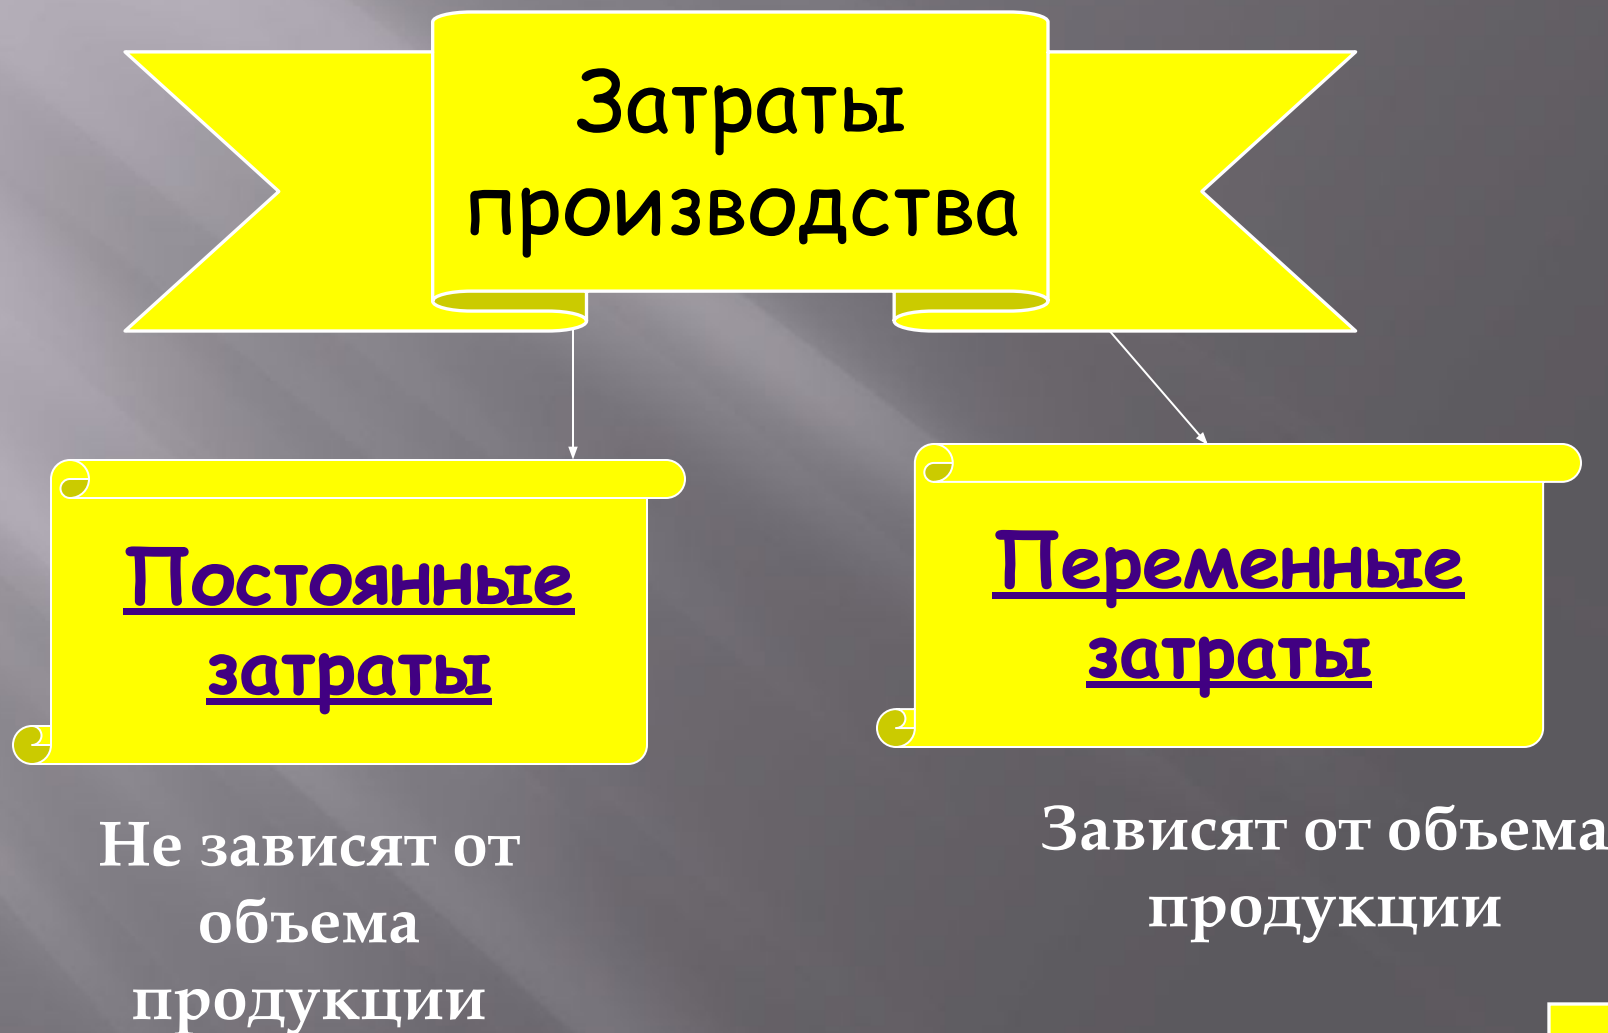 Затраты
производства
Постоянные
затраты
Переменные
затраты
Не зависят от
объема
продукции
Зависят от объема
продукции